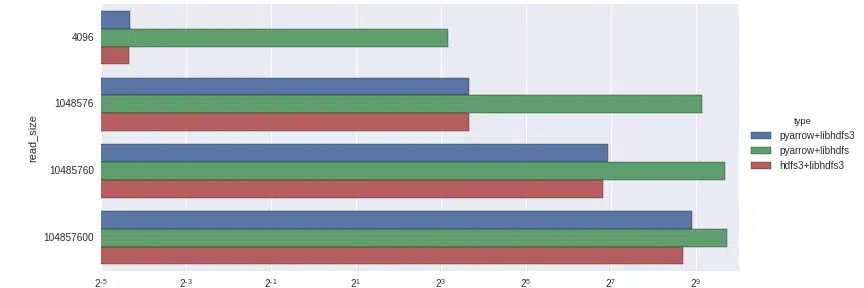 4096
1048576
10485760
104857600
read_size
2⁻⁵
2⁻³
2⁻¹
2¹
2³
2⁵
2⁷
2⁹
type
pyarrow+libhdfs3
pyarrow+libhdfs
hdfs3+libhdfs3